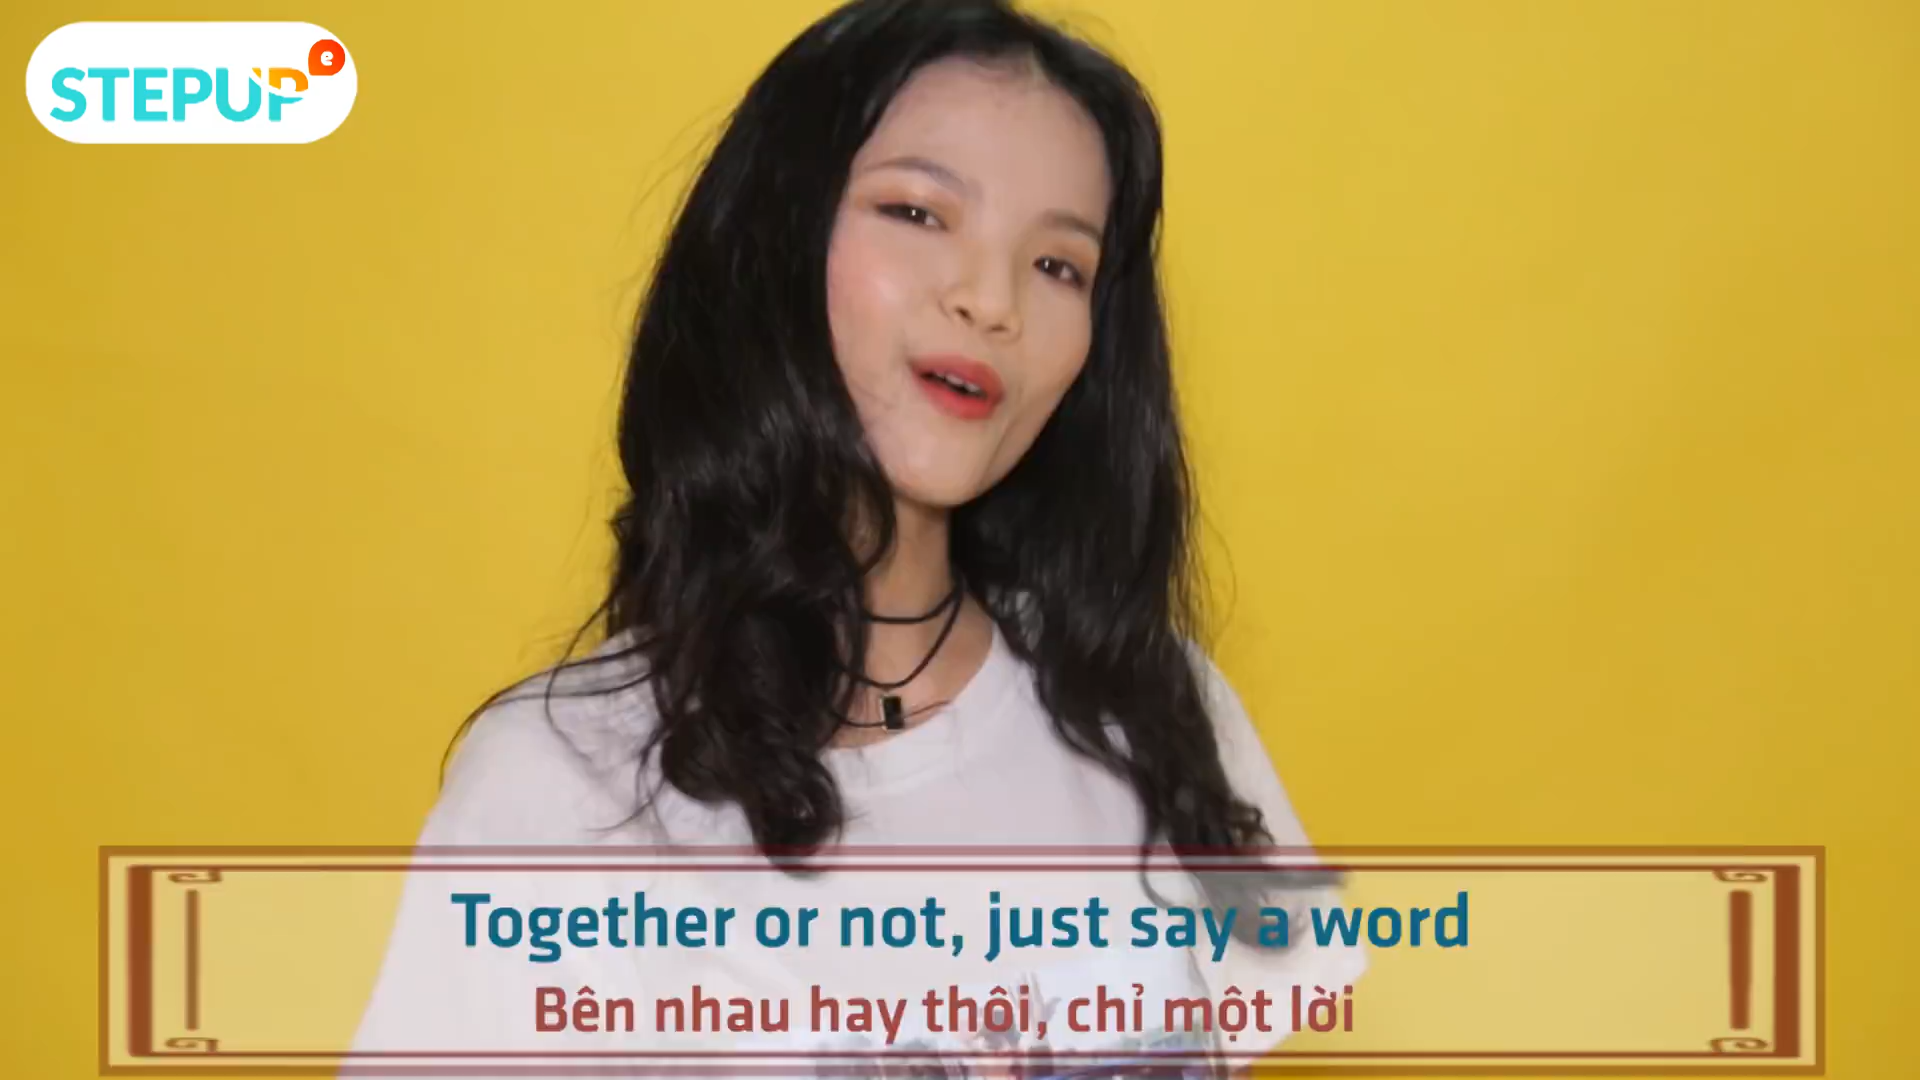 STEPUP e
Together or not, just say a word
Bên nhau hay thôi, chỉ một lời